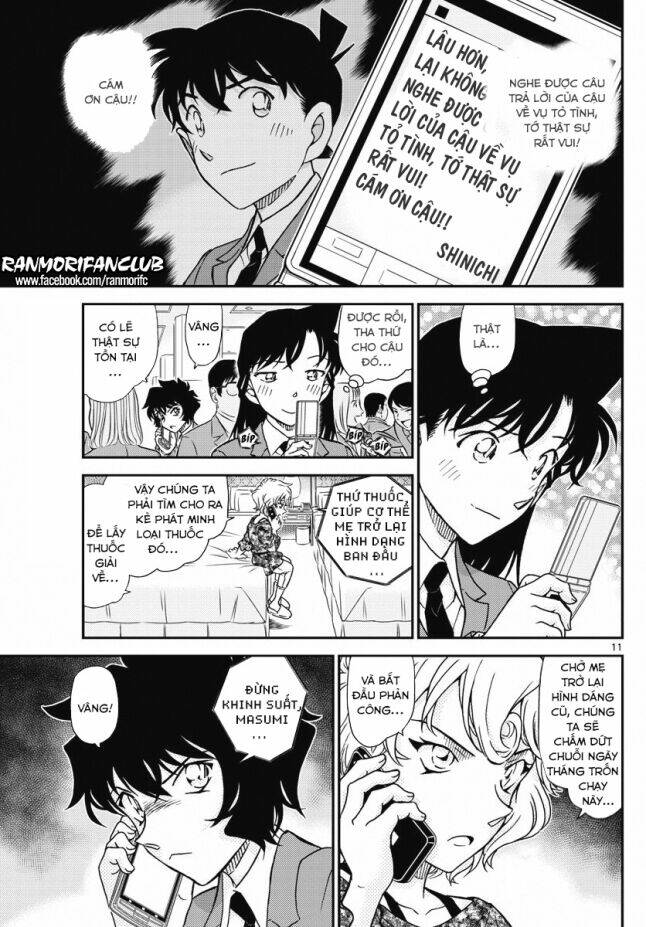 NGHE ĐƯỢC CÂU
TRẢ LỜI CỦA CẬU
VỀ VỤ TỎ TÌNH,
TỚ THẬT SỰ
RẤT VUI!
LÂU HƠN,
LẠI KHÔNG
NGHE ĐƯỢC
LỜI CỦA CẬU VỀ VỤ
TỎ TÌNH, TỚ THẬT SỰ
RẤT VUI!
CÁM ƠN CẬU!!
SHINICHI
CÁM
ƠN CẬU!!
RANMORIFANCLUB
www.facebook.com/ranmorifc
THẬT
LÀ...
ĐƯỢC RỒI,
THA THỨ
CHO CẬU
ĐÓ...
BÍP
BÍP
VÂNG
...
CÓ LẼ
THẬT SỰ
TỒN TẠI
...
THỨ THUỐC
GIÚP CƠ THỂ
MẸ TRỞ LẠI
HÌNH DẠNG
BAN ĐẦU
...
VẬY CHÚNG TA
PHẢI TÌM CHO RA
KẺ PHÁT MINH
LOẠI THUỐC
ĐÓ...
ĐỂ LẤY
THUỐC
GIẢI
VỀ...
11
CHỜ MẸ
TRỞ LẠI
HÌNH DÁNG
CŨ, CHÚNG
TA SẼ
CHẤM DỨT
CHUỖI NGÀY
THÁNG TRỐN
CHẠY
NÀY...
VÀ BẮT
ĐẦU PHẢN
CÔNG...
ĐỪNG
KHINH SUẤT,
MASUMI
...
VÂNG!